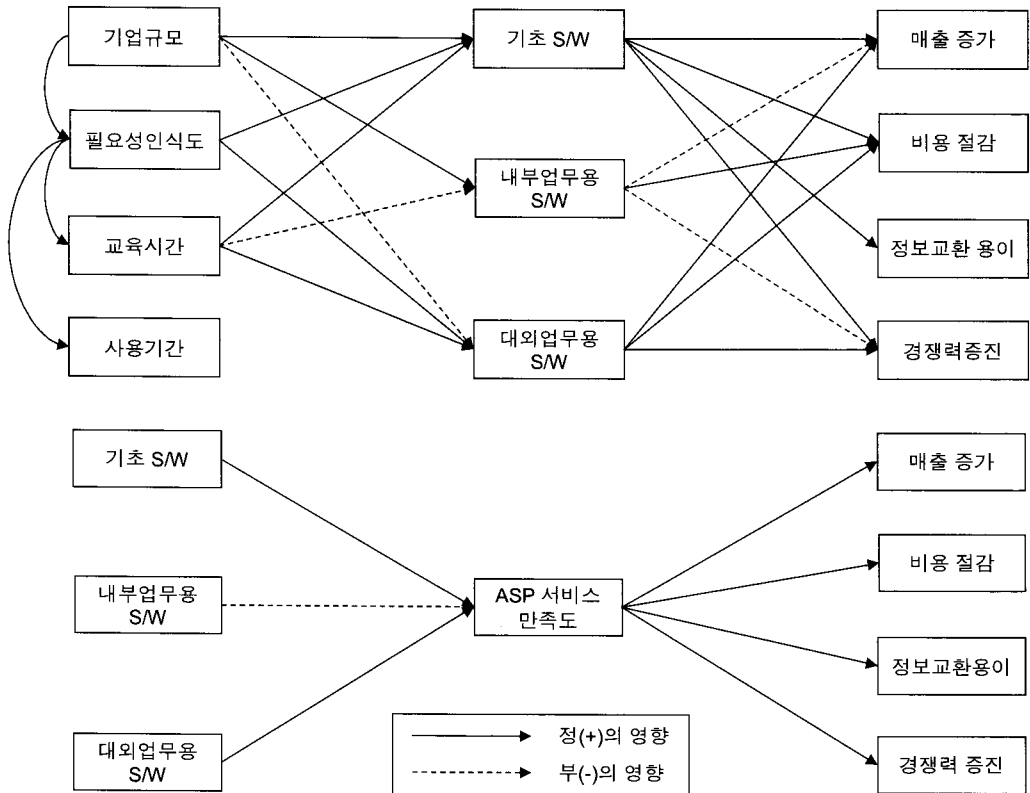 기업규모
기초 S/W
매출 증가
필요성인식도
비용 절감
내부업무용
S/W
교육시간
정보교환 용이
대외업무용
S/W
사용기간
경쟁력증진
기초 S/W
매출 증가
비용 절감
내부업무용
S/W
ASP 서비스
만족도
정보교환용이
대외업무용
S/W
정(+)의 영향
부(-)의 영향
경쟁력 증진